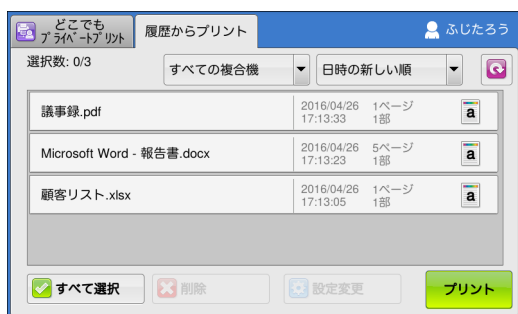 どこでも
プライベートプリント
履歴からプリント
ふじたろう
選択数: 0/3
すべての複合機
日時の新しい順
議事録.pdf
2016/04/26 1ページ
17:13:33 1部
a
Microsoft Word - 報告書.docx
2016/04/26 5ページ
17:13:23 1部
a
顧客リスト.xlsx
2016/04/26 1ページ
17:13:05 1部
a
すべて選択
削除
設定変更
プリント